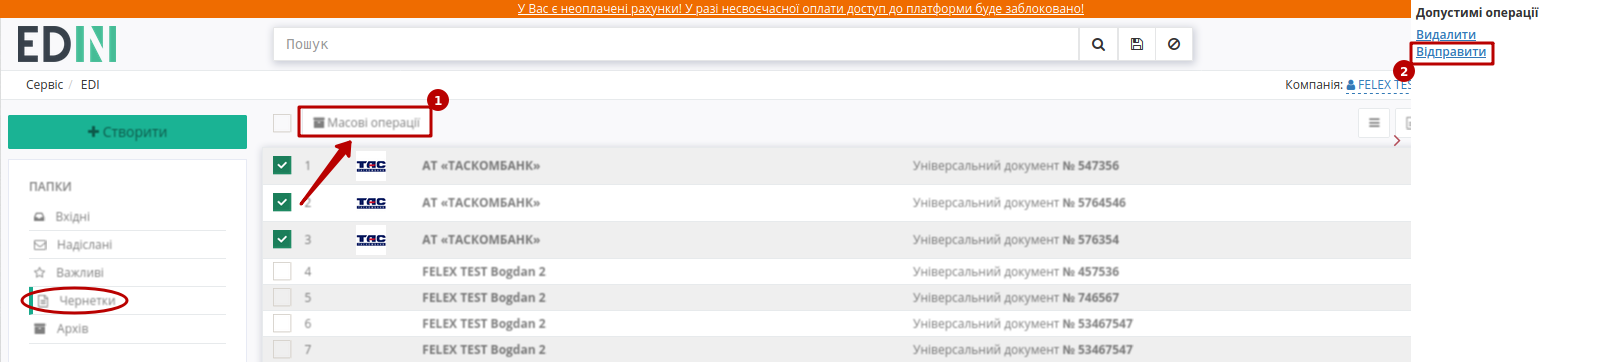 У Вас є неоплачені рахунки! У разі несвоєчасної оплати доступ до платформи буде заблоковано!
Допустимі операції
Видалити
Відправити
2
EDIN
Пошук
Сервіс / EDI
Компанія: FELEX TES
1
Створити
Масові операції
ПАПКИ
Вхідні
Надіслані
Важливі
Чернетки
Архів
1 ТАС АТ «ТАСКОМБАНК» Універсальний документ № 547356
2 ТАС АТ «ТАСКОМБАНК» Універсальний документ № 5764546
3 ТАС АТ «ТАСКОМБАНК» Універсальний документ № 576354
4 FELEX TEST Bogdan 2 Універсальний документ № 457536
5 FELEX TEST Bogdan 2 Універсальний документ № 746567
6 FELEX TEST Bogdan 2 Універсальний документ № 53467547
7 FELEX TEST Bogdan 2 Універсальний документ № 53467547